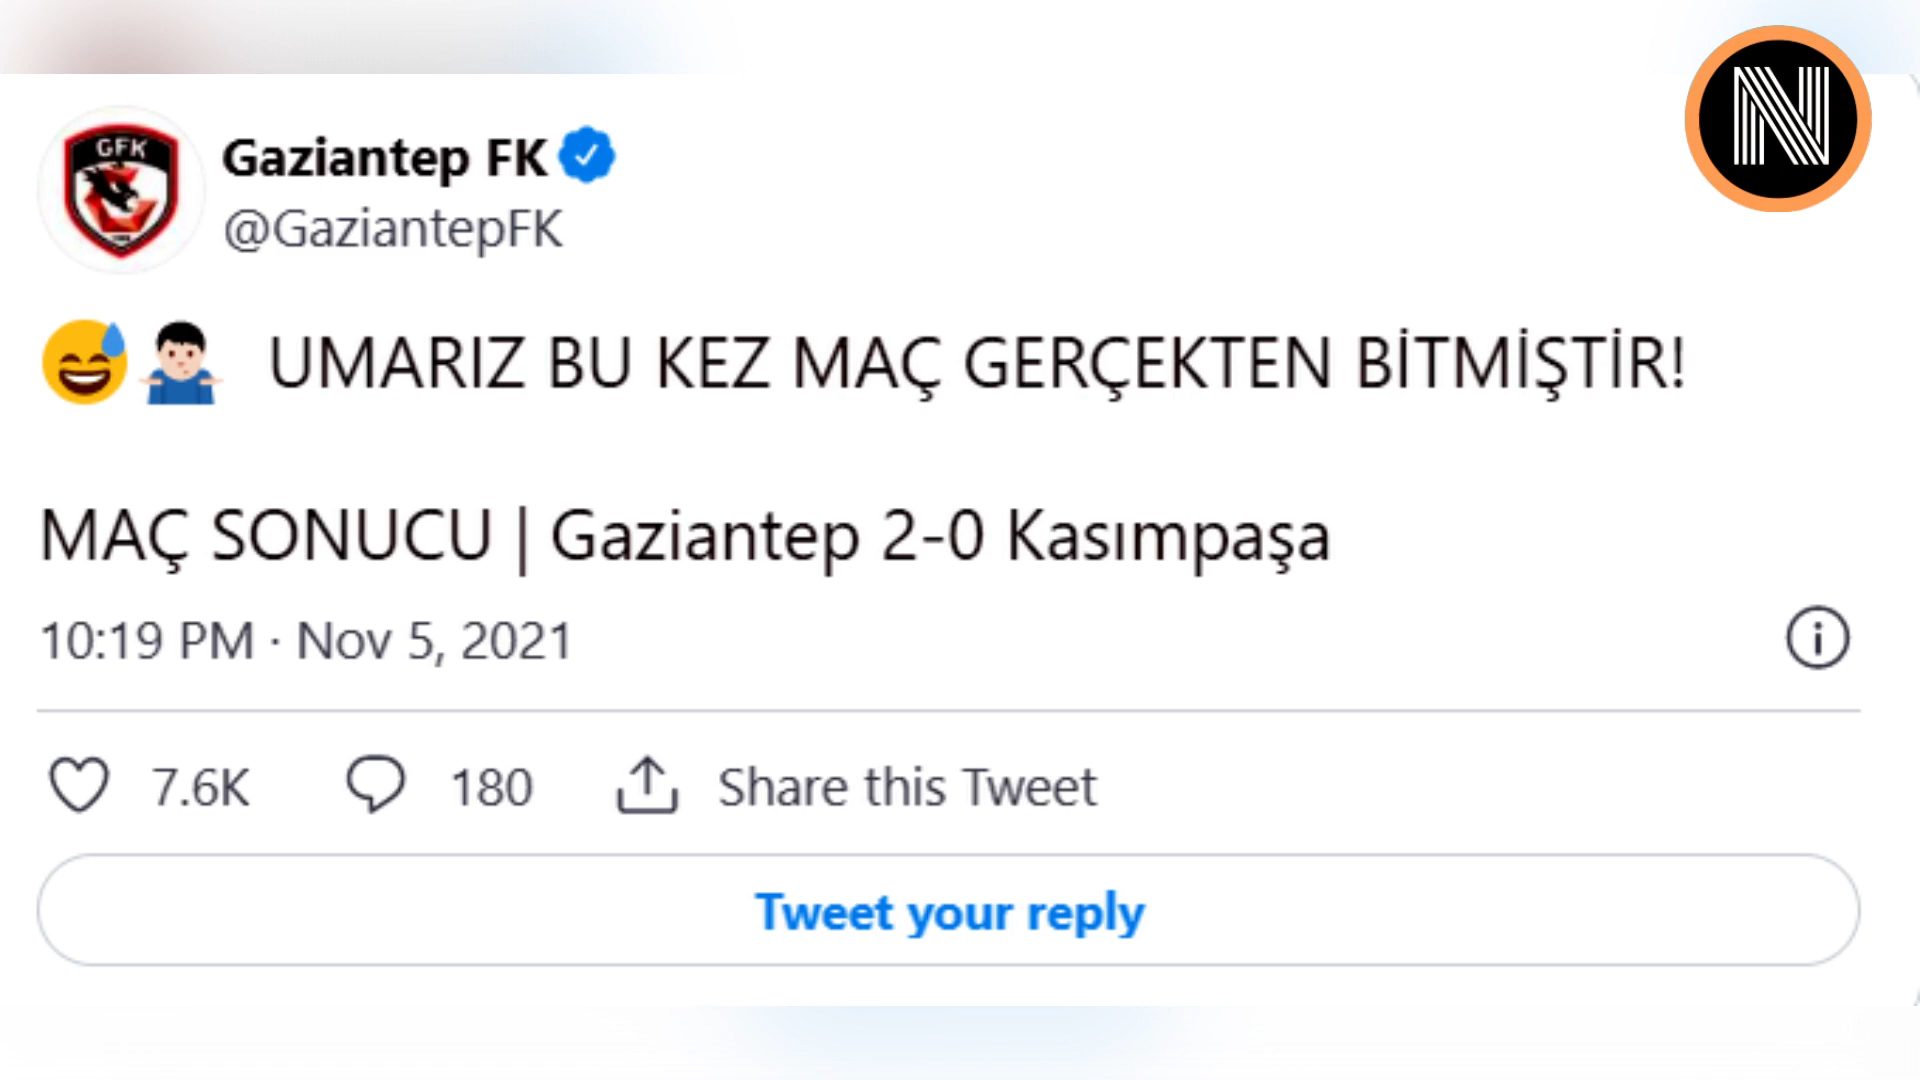 N
GFK
Gaziantep FK
@GaziantepFK
😅🤷🏻‍♂️ UMARIZ BU KEZ MAÇ GERÇEKTEN BİTMİŞTİR!
MAÇ SONUCU | Gaziantep 2-0 Kasımpaşa
10:19 PM · Nov 5, 2021
7.6K 180 Share this Tweet
Tweet your reply